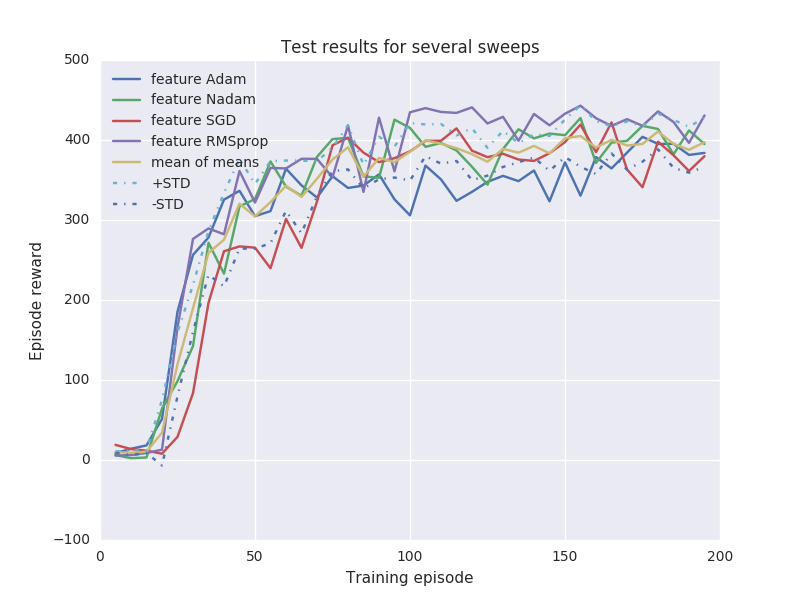 Test results for several sweeps
500
400
300
200
100
0
−100
Episode reward
feature Adam
feature Nadam
feature SGD
feature RMSprop
mean of means
+STD
-STD
0
50
100
150
200
Training episode